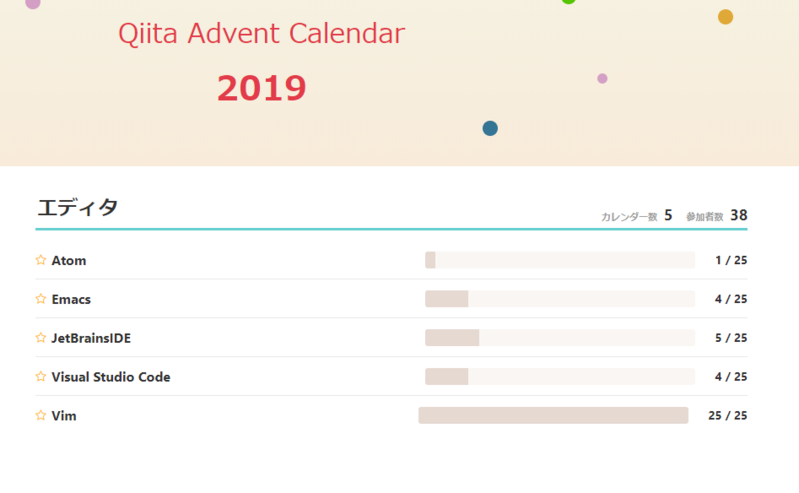 Qiita Advent Calendar
2019
エディタ カレンダー数 5 参加者数 38
Atom 1 / 25
Emacs 4 / 25
JetBrainsIDE 5 / 25
Visual Studio Code 4 / 25
Vim 25 / 25